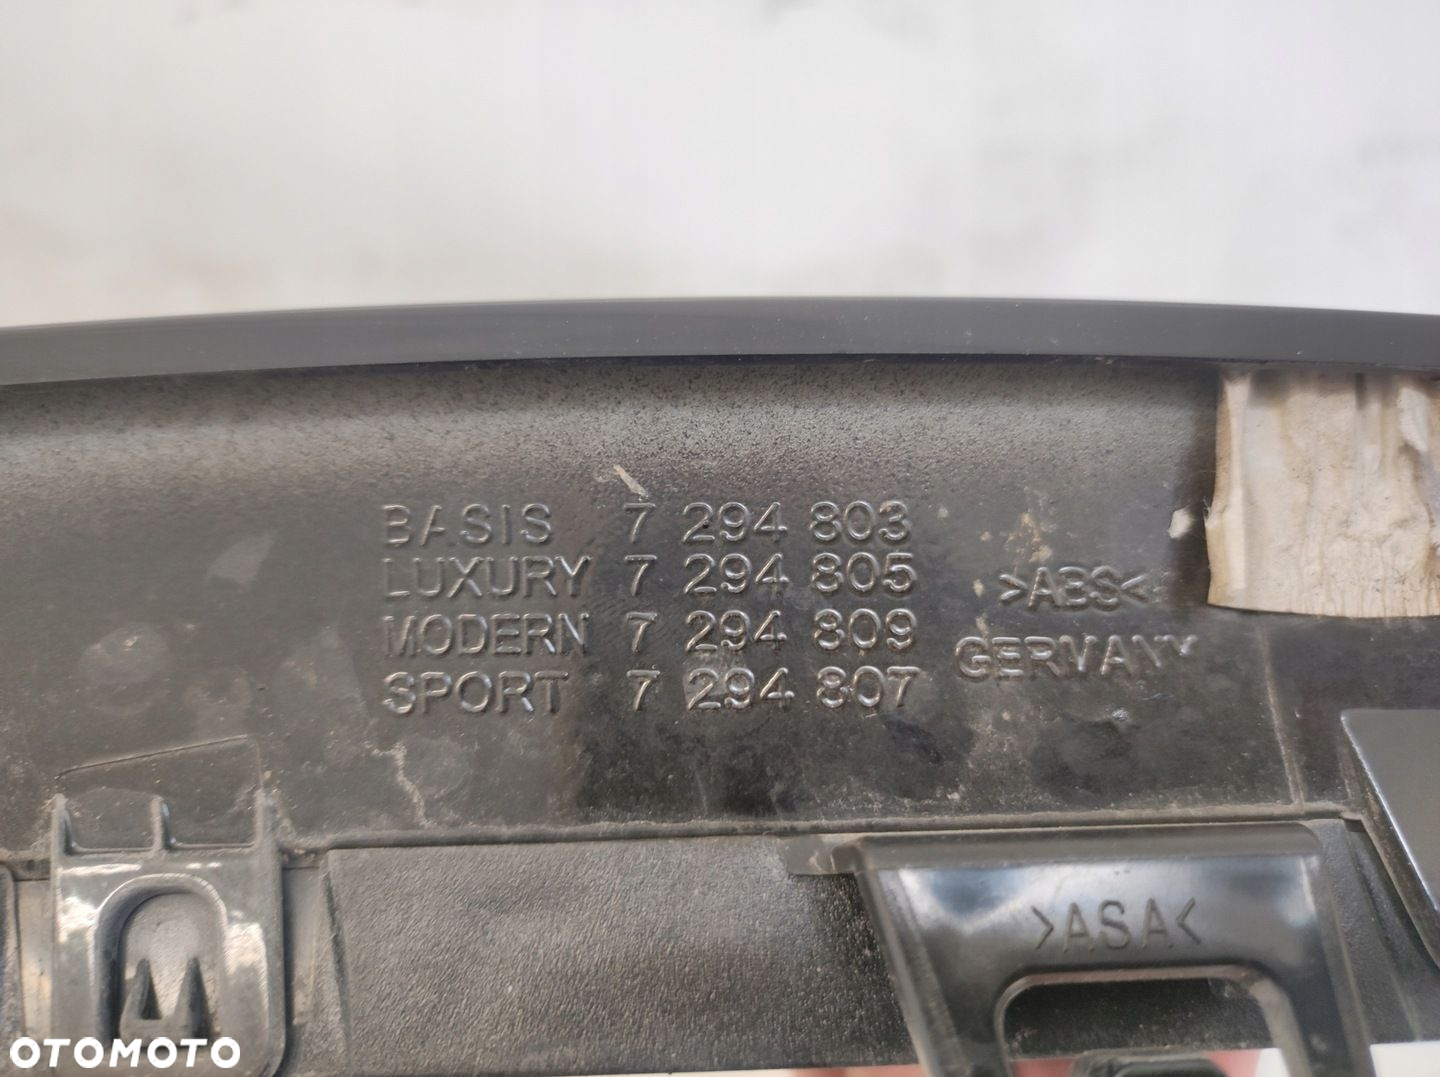 BASIS 7 294 803
LUXURY 7 294 805
MODERN 7 294 809
SPORT 7 294 807
>ABS<
GERMANY
>ASA<
OTOMOTO